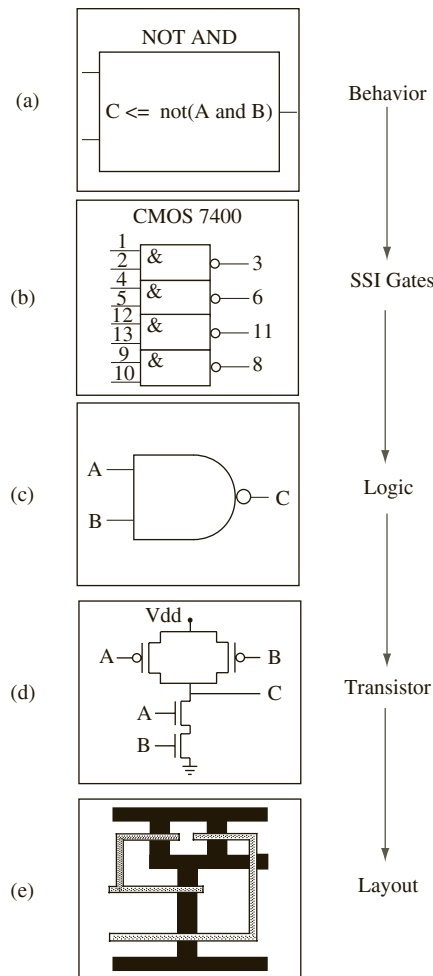 NOT AND
(a)
C <= not(A and B)
Behavior
CMOS 7400
(b)
1
2
&
3
4
5
&
6
12
13
&
11
9
10
&
8
SSI Gates
(c)
A
B
C
Logic
Vdd
(d)
A
B
C
A
B
Transistor
(e)
Layout